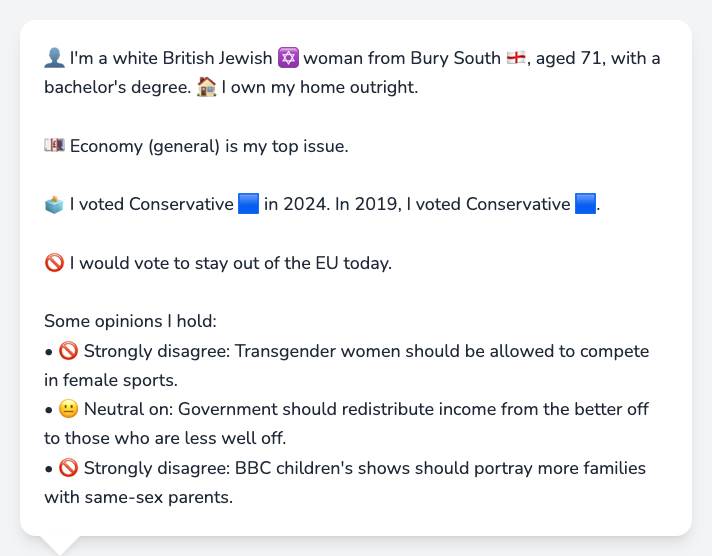 👤 I'm a white British Jewish ✡️ woman from Bury South 🏴󠁧󠁢󠁥󠁮󠁧󠁿, aged 71, with a
bachelor's degree. 🏠 I own my home outright.
💷 Economy (general) is my top issue.
🗳️ I voted Conservative 🟦 in 2024. In 2019, I voted Conservative 🟦.
🚫 I would vote to stay out of the EU today.
Some opinions I hold:
• 🚫 Strongly disagree: Transgender women should be allowed to compete
in female sports.
• 😐 Neutral on: Government should redistribute income from the better off
to those who are less well off.
• 🚫 Strongly disagree: BBC children's shows should portray more families
with same-sex parents.